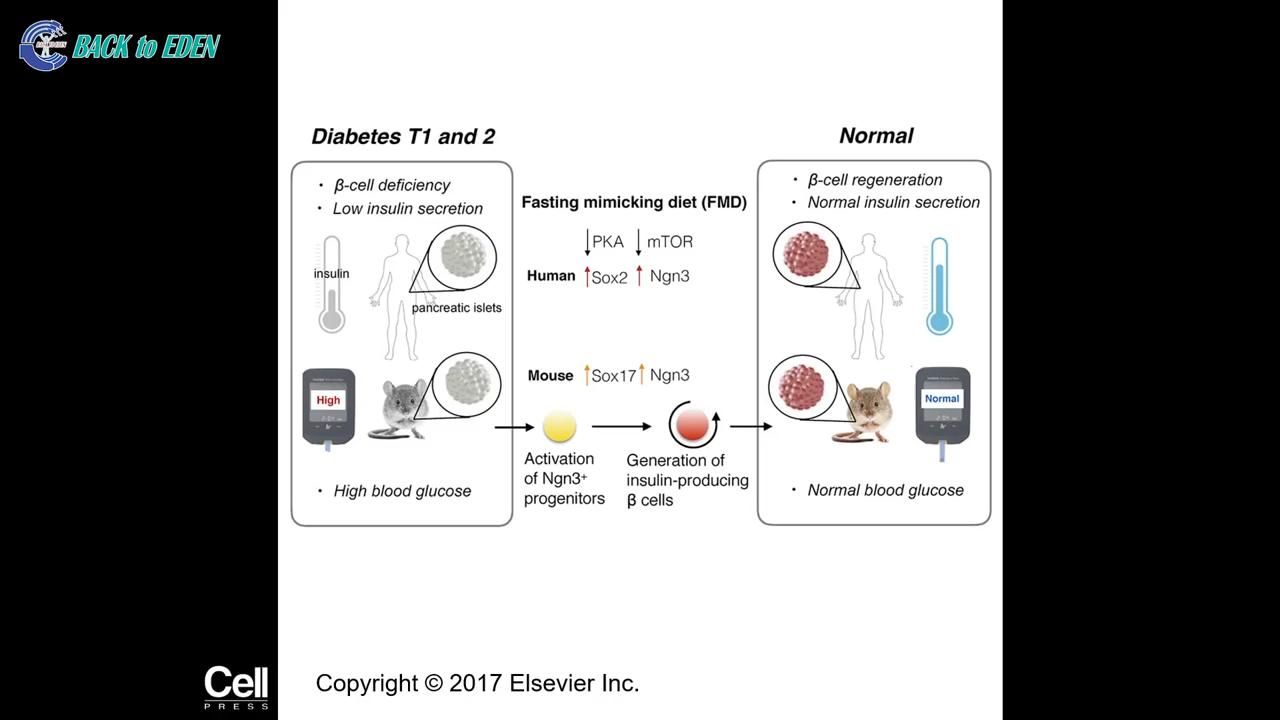 BACK to EDEN
Diabetes T1 and 2
· β-cell deficiency
· Low insulin secretion
insulin
pancreatic islets
High
· High blood glucose
Fasting mimicking diet (FMD)
↓PKA ↓ mTOR
Human ↑Sox2 ↑ Ngn3
Mouse ↑Sox17 ↑ Ngn3
Activation
of Ngn3+
progenitors
Generation of
insulin-producing
β cells
Normal
· β-cell regeneration
· Normal insulin secretion
Normal
· Normal blood glucose
Cell
PRESS
Copyright © 2017 Elsevier Inc.